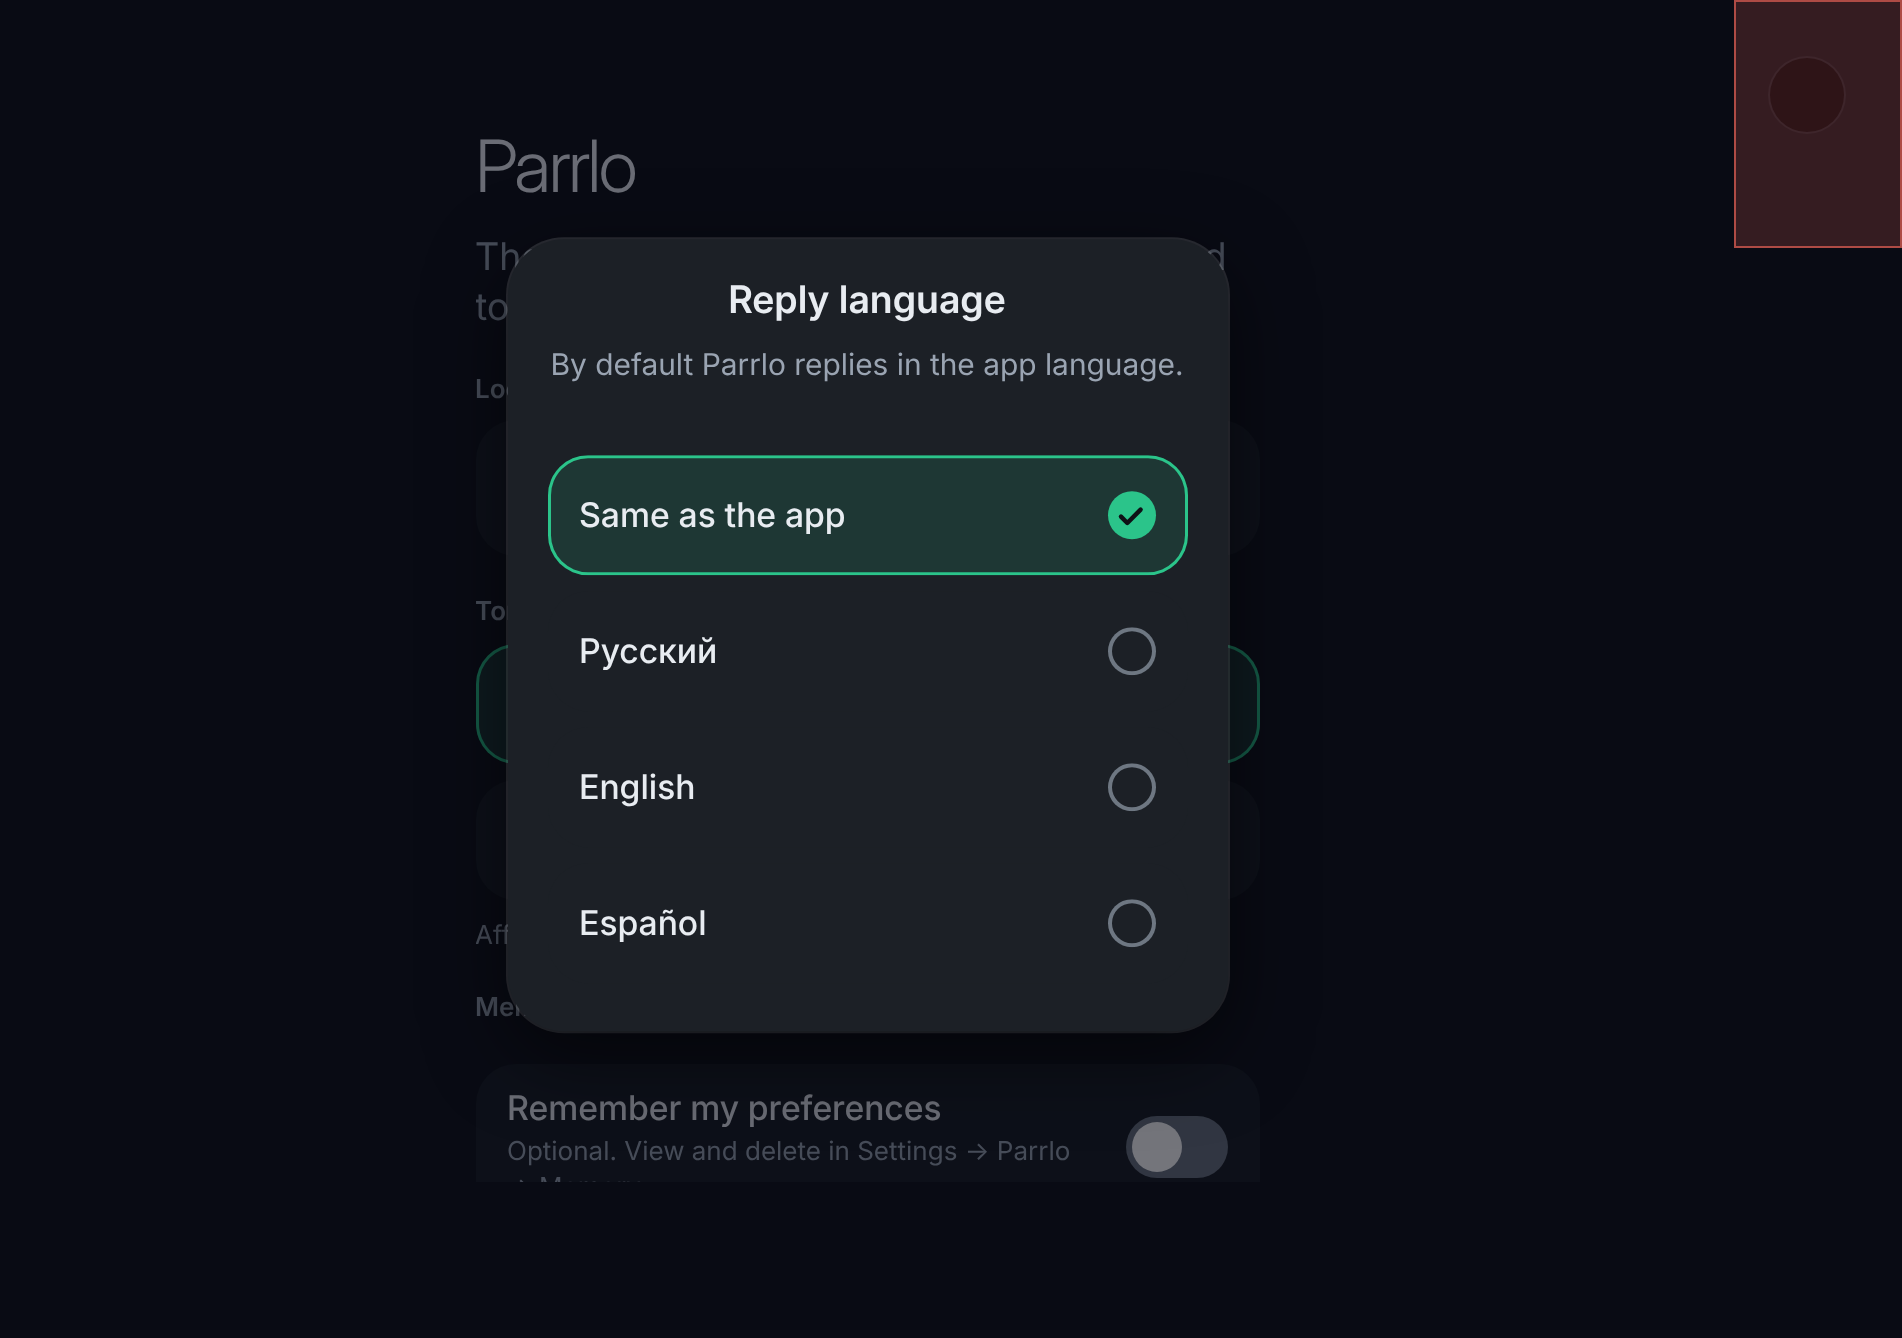 Parrlo
Reply language
By default Parrlo replies in the app language.
Same as the app
Русский
English
Español
Remember my preferences
Optional. View and delete in Settings → Parrlo